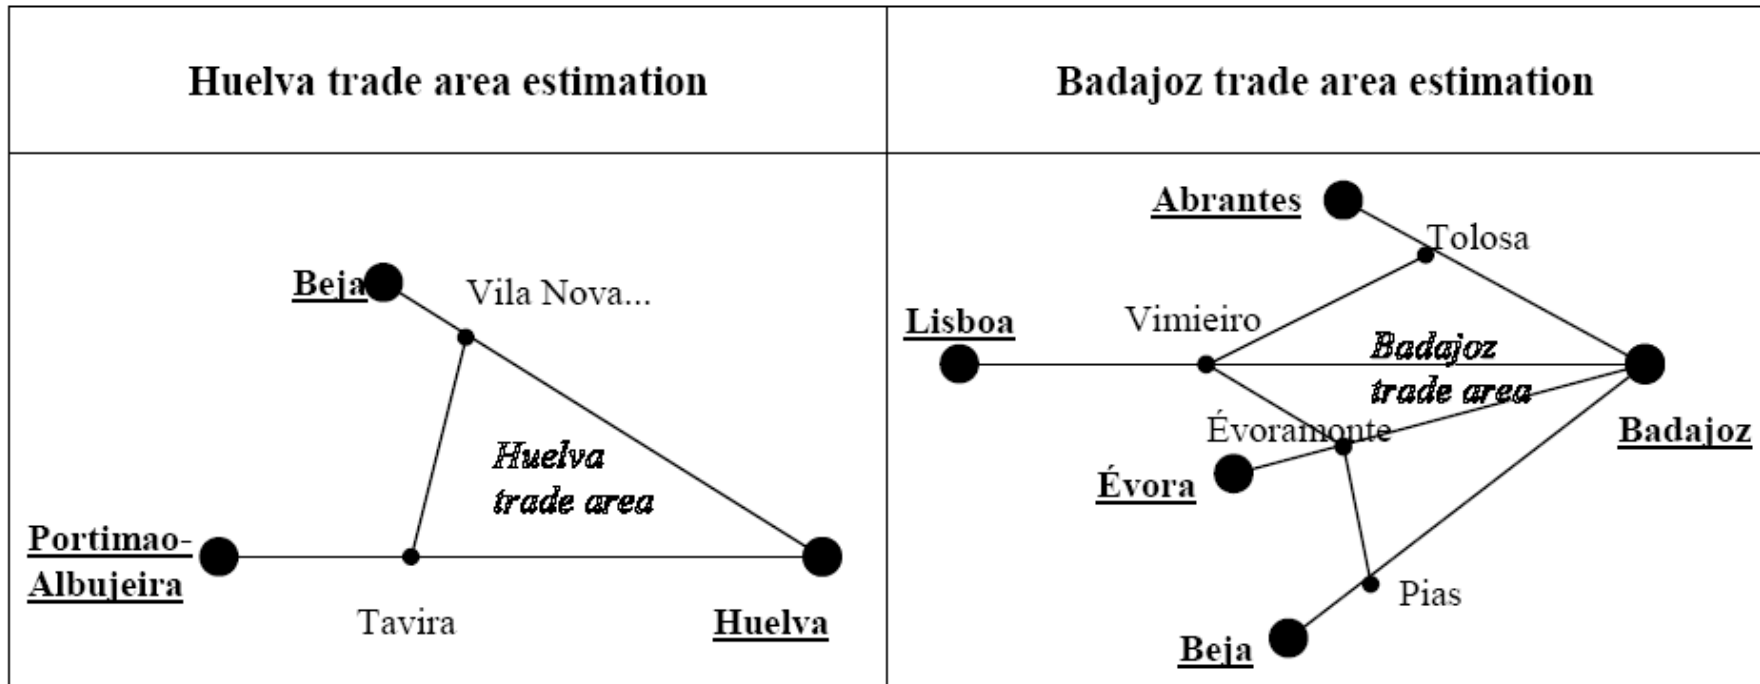 Huelva trade area estimation
Beja
Vila Nova...
Huelva
trade area
Portimao-
Albujeira
Tavira
Huelva
Badajoz trade area estimation
Abrantes
Tolosa
Lisboa
Vimieiro
Badajoz
trade area
Évoramonte
Badajoz
Évora
Pias
Beja